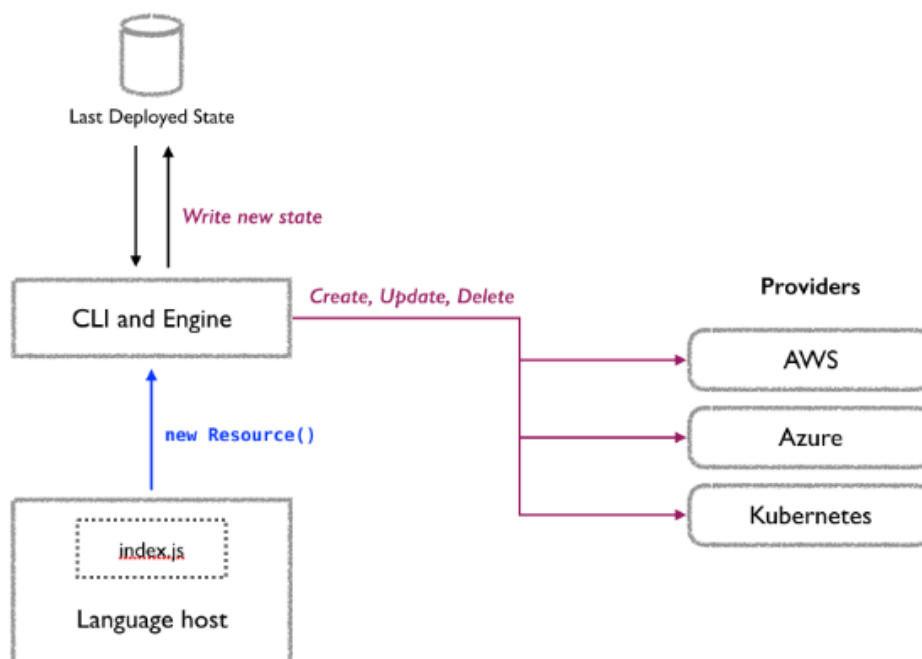 Last Deployed State
Write new state
Create, Update, Delete
Providers
CLI and Engine
AWS
new Resource()
Azure
Kubernetes
index.js
Language host